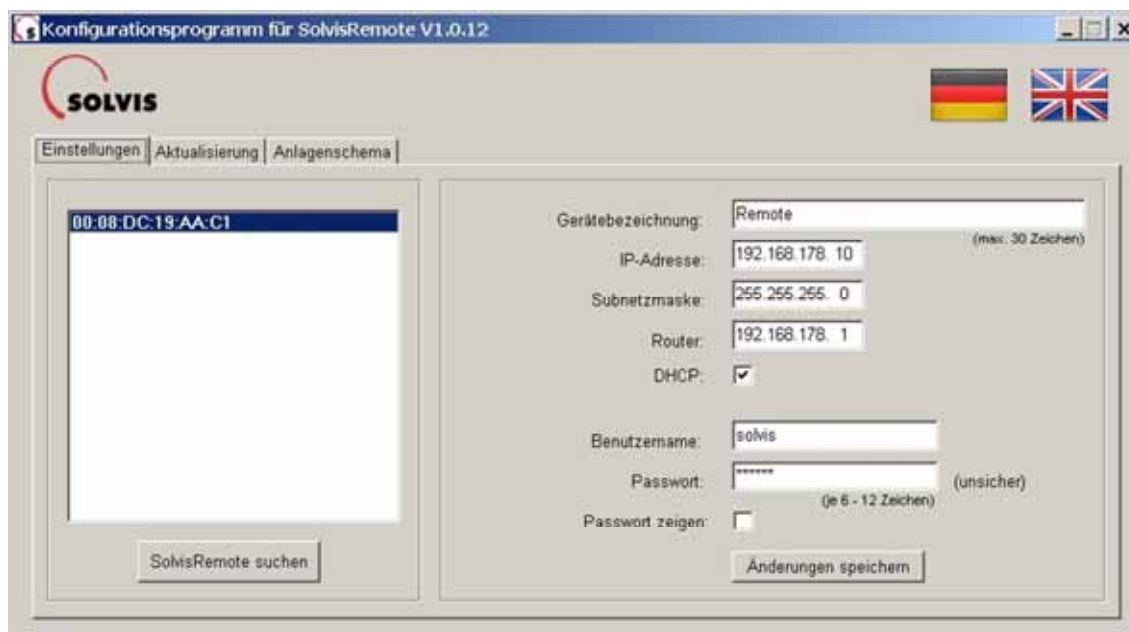 Konfigurationsprogramm für SolvisRemote V1.0.12
SOLVIS
Einstellungen Aktualisierung Anlagenschema
00:08:DC:19:AA:C1
SolvisRemote suchen
Gerätebezeichnung: Remote
(max. 30 Zeichen)
IP-Adresse: 192.168.178. 10
Subnetzmaske: 255.255.255. 0
Router: 192.168.178. 1
DHCP:
Benutzername: solvis
Passwort: ****** (unsicher)
(je 6 - 12 Zeichen)
Passwort zeigen:
Änderungen speichern